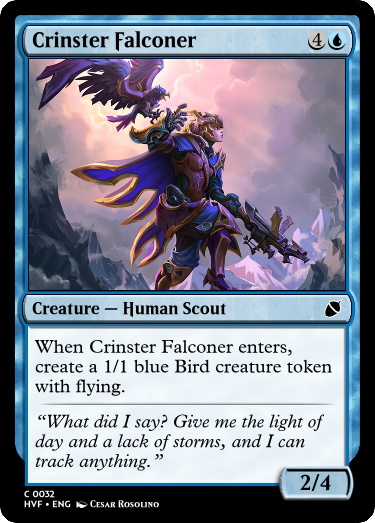 Crinster Falconer 4
Creature — Human Scout
When Crinster Falconer enters,
create a 1/1 blue Bird creature token
with flying.
“What did I say? Give me the light of
day and a lack of storms, and I can
track anything.”
2/4
C 0032
HVF • ENG Cesar Rosolino